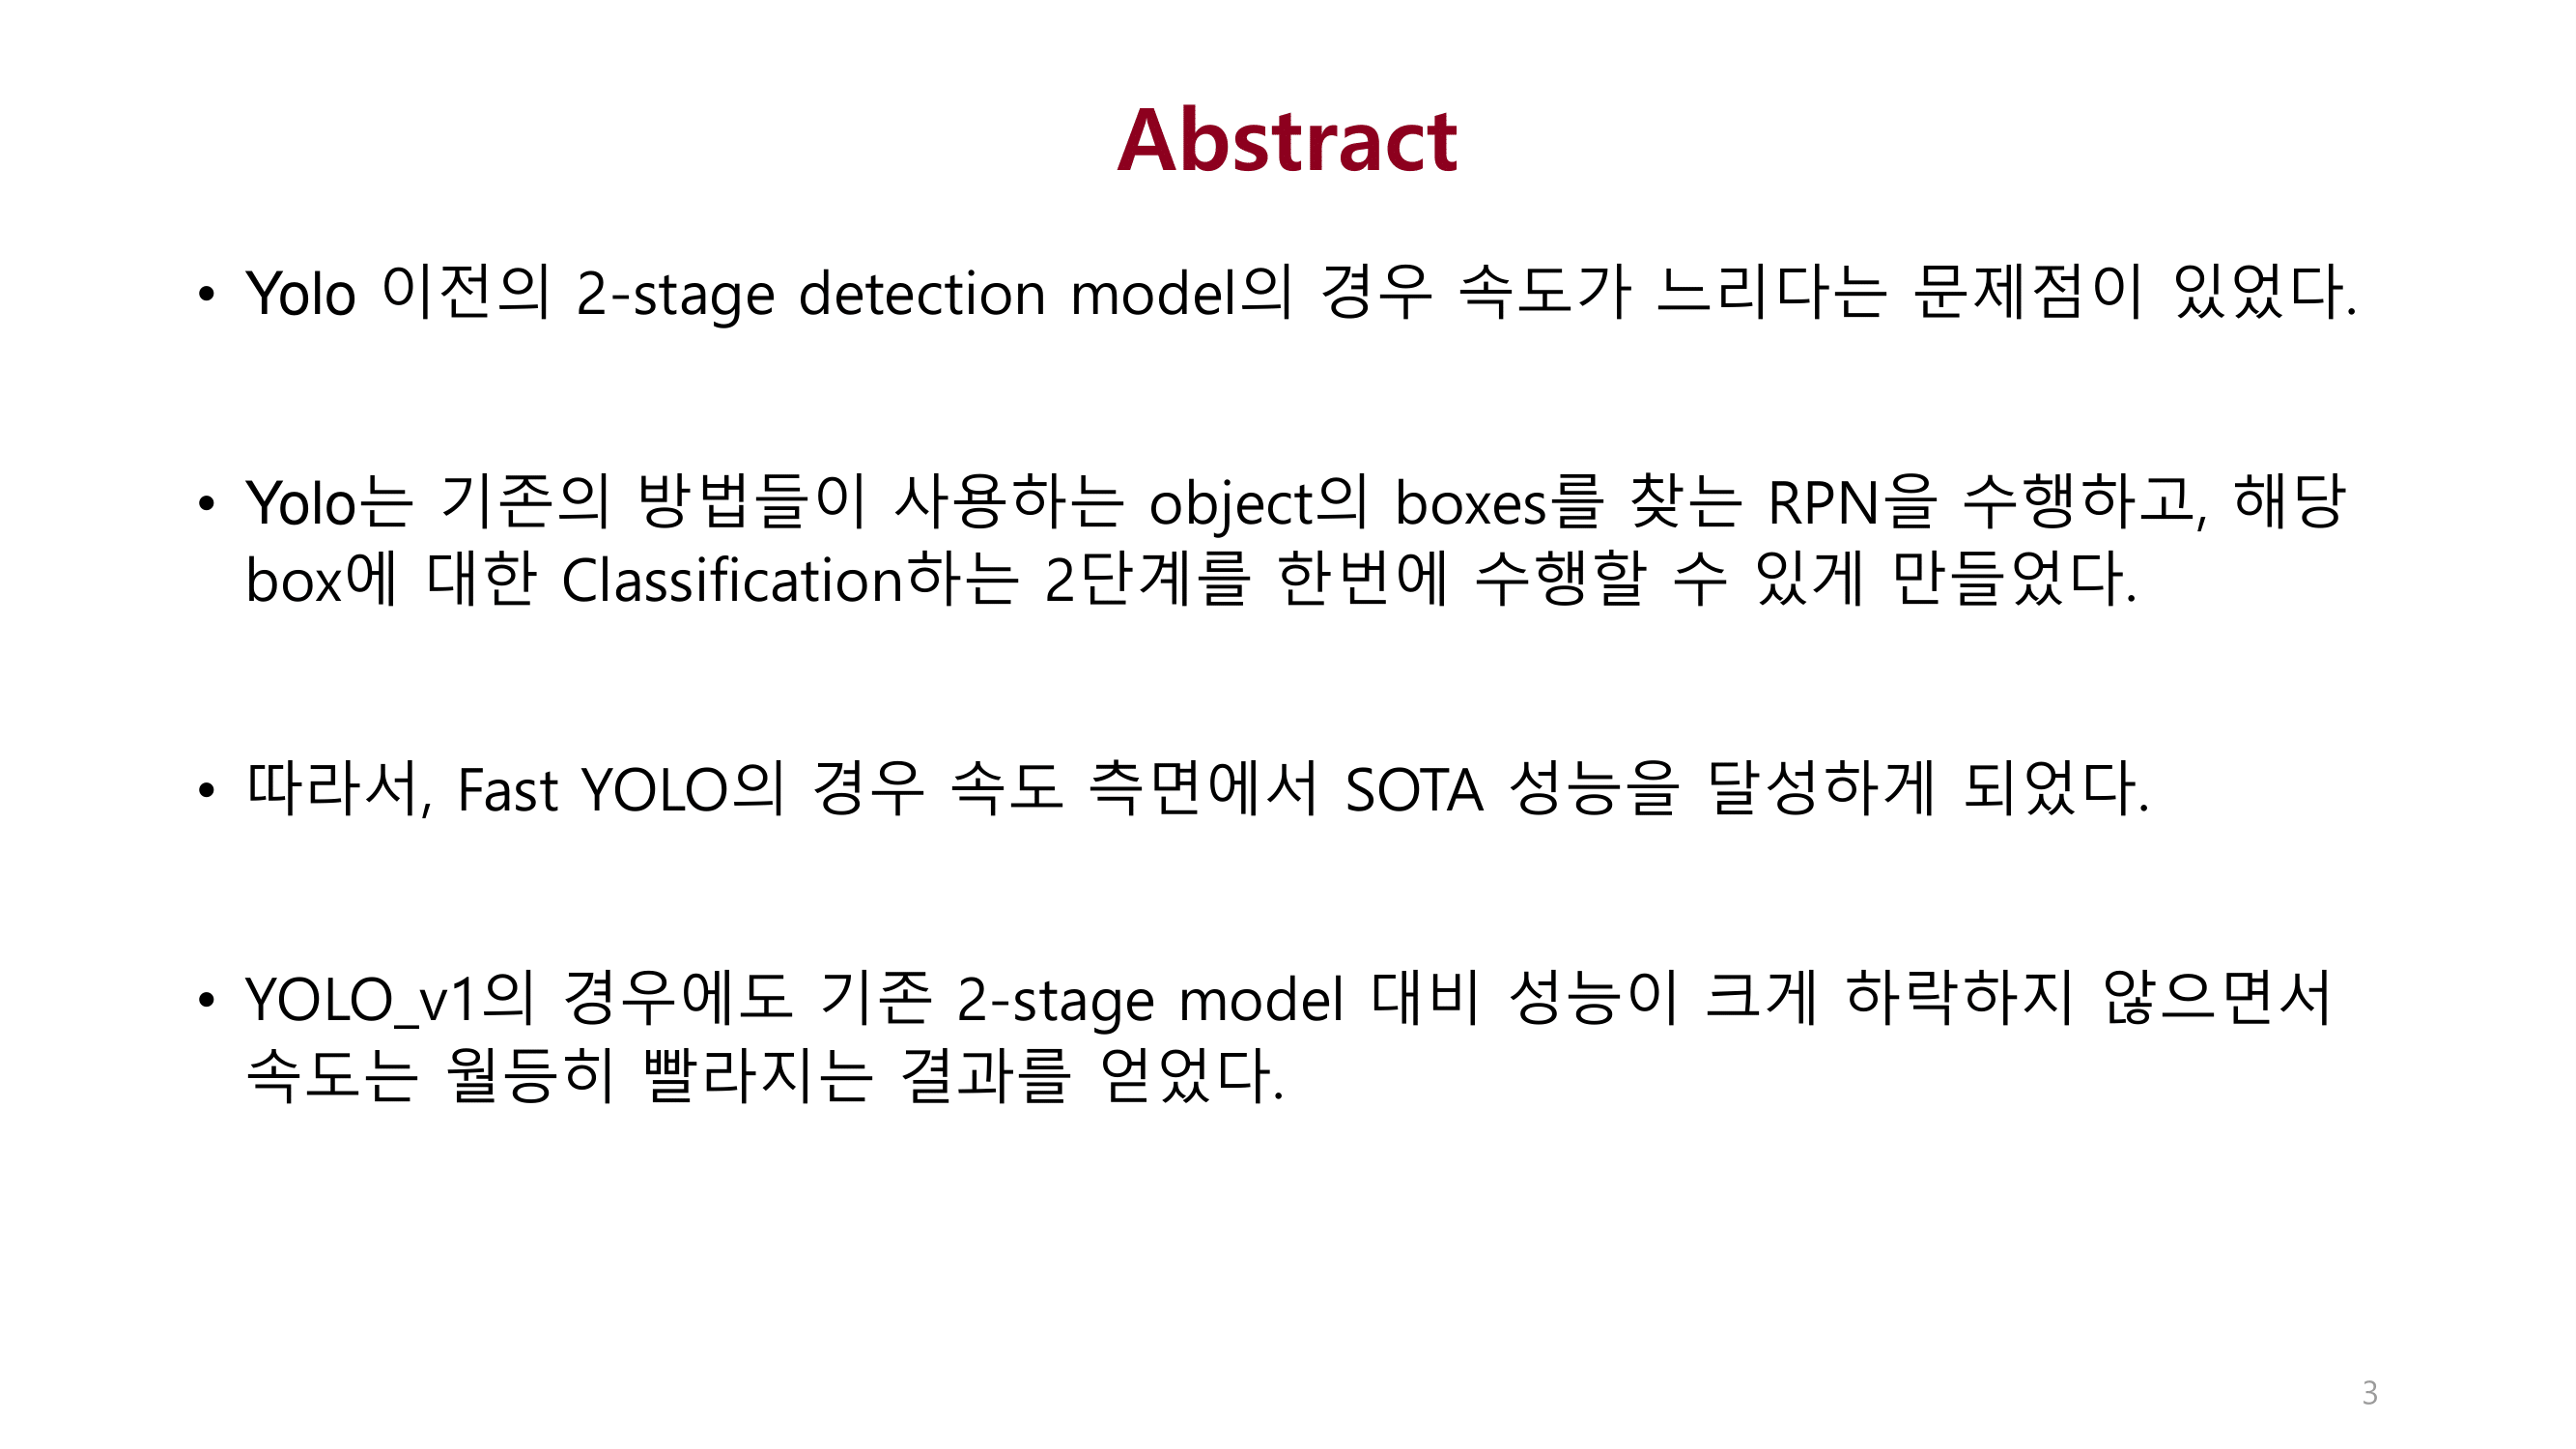 Abstract
• Yolo 이전의 2-stage detection model의 경우 속도가 느리다는 문제점이 있었다.
• Yolo는 기존의 방법들이 사용하는 object의 boxes를 찾는 RPN을 수행하고, 해당
box에 대한 Classification하는 2단계를 한번에 수행할 수 있게 만들었다.
• 따라서, Fast YOLO의 경우 속도 측면에서 SOTA 성능을 달성하게 되었다.
• YOLO_v1의 경우에도 기존 2-stage model 대비 성능이 크게 하락하지 않으면서
속도는 월등히 빨라지는 결과를 얻었다.
3